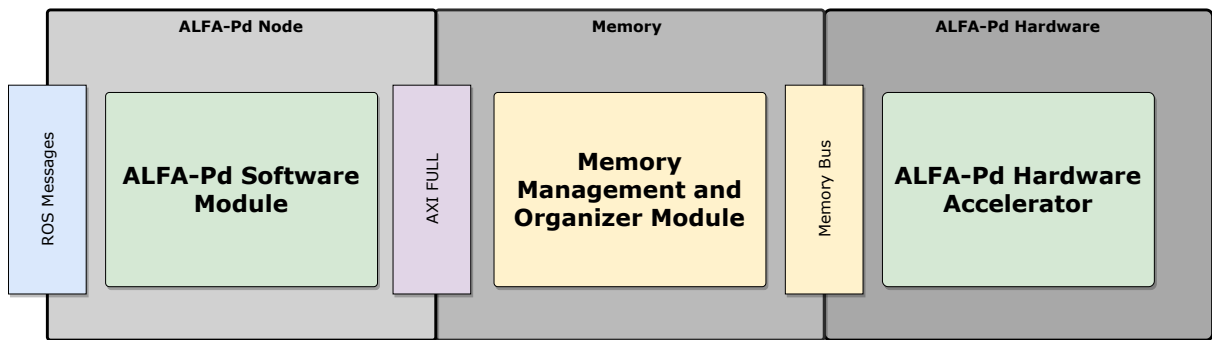 ALFA-Pd Node
Memory
ALFA-Pd Hardware
ROS Messages
ALFA-Pd Software
Module
AXI FULL
Memory
Management and
Organizer Module
Memory Bus
ALFA-Pd Hardware
Accelerator